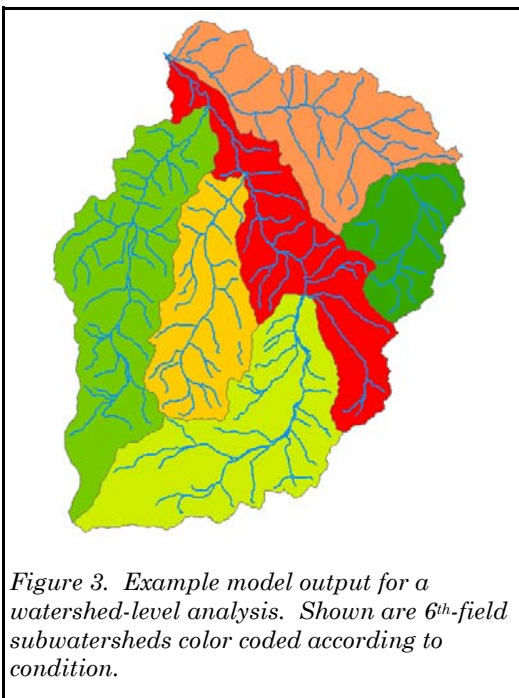 Figure 3. Example model output for a
watershed-level analysis. Shown are 6th-field
subwatersheds color coded according to
condition.